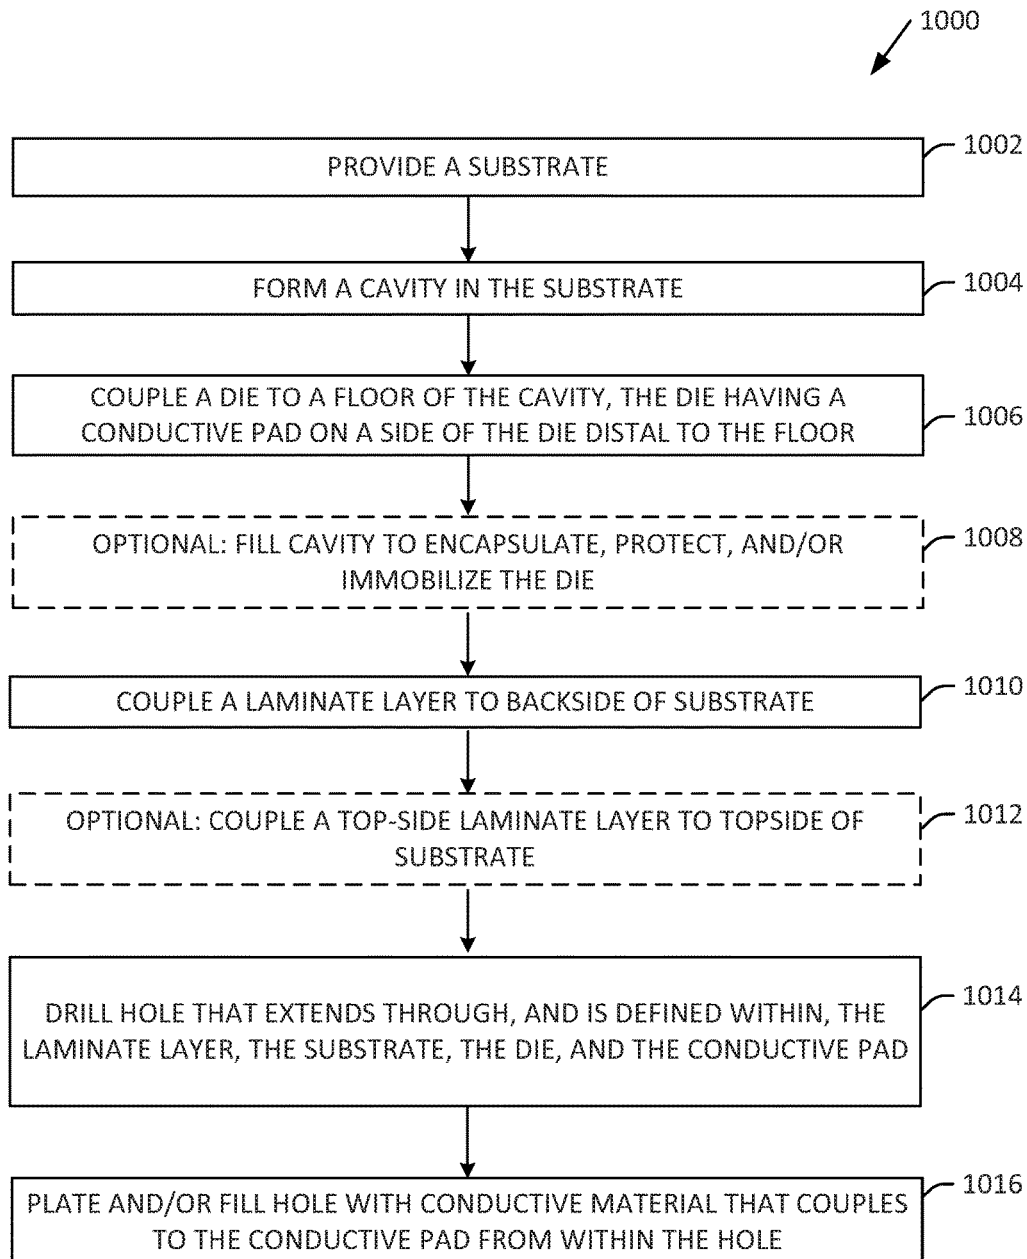 1000
PROVIDE A SUBSTRATE
1002
FORM A CAVITY IN THE SUBSTRATE
1004
COUPLE A DIE TO A FLOOR OF THE CAVITY, THE DIE HAVING A
CONDUCTIVE PAD ON A SIDE OF THE DIE DISTAL TO THE FLOOR
1006
OPTIONAL: FILL CAVITY TO ENCAPSULATE, PROTECT, AND/OR
IMMOBILIZE THE DIE
1008
COUPLE A LAMINATE LAYER TO BACKSIDE OF SUBSTRATE
1010
OPTIONAL: COUPLE A TOP-SIDE LAMINATE LAYER TO TOPSIDE OF
SUBSTRATE
1012
DRILL HOLE THAT EXTENDS THROUGH, AND IS DEFINED WITHIN, THE
LAMINATE LAYER, THE SUBSTRATE, THE DIE, AND THE CONDUCTIVE PAD
1014
PLATE AND/OR FILL HOLE WITH CONDUCTIVE MATERIAL THAT COUPLES
TO THE CONDUCTIVE PAD FROM WITHIN THE HOLE
1016